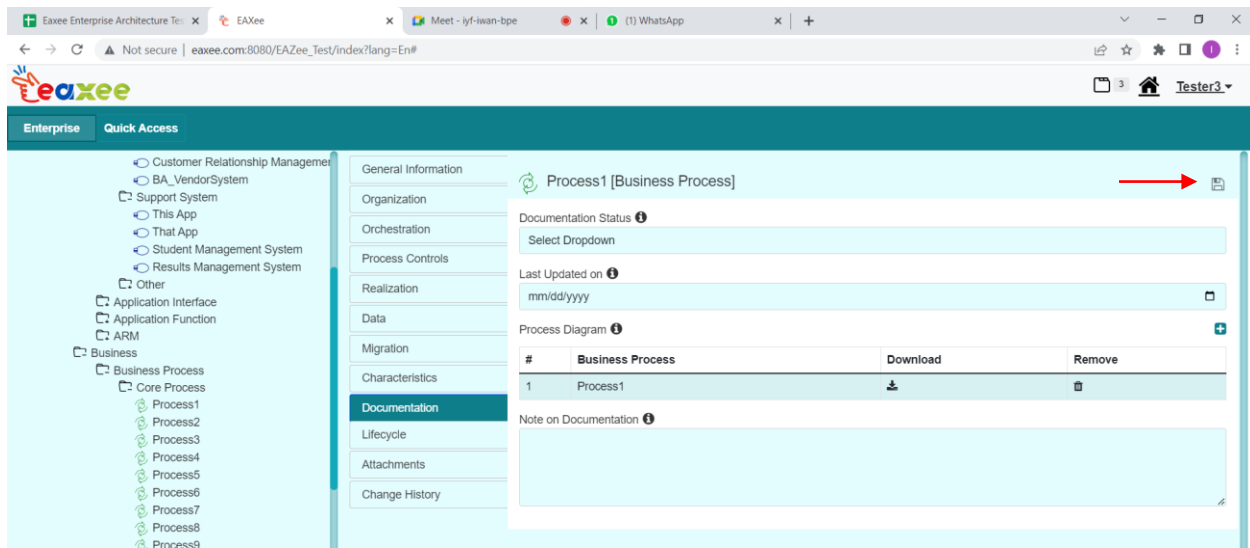 Eaxee Enterprise Architecture Tes
EAXee
Meet - iyf-iwan-bpe
(1) WhatsApp
Not secure | eaxee.com:8080/EAZee_Test/index?lang=En#
I
eaxee
3
Tester3
Enterprise
Quick Access
Customer Relationship Managemen
BA_VendorSystem
Support System
This App
That App
Student Management System
Results Management System
Other
Application Interface
Application Function
ARM
Business
Business Process
Core Process
Process1
Process2
Process3
Process4
Process5
Process6
Process7
Process8
Process9
General Information
Organization
Orchestration
Process Controls
Realization
Data
Migration
Characteristics
Documentation
Lifecycle
Attachments
Change History
Process1 [Business Process]
Documentation Status
Select Dropdown
Last Updated on
mm/dd/yyyy
Process Diagram
# Business Process Download Remove
1 Process1
Note on Documentation